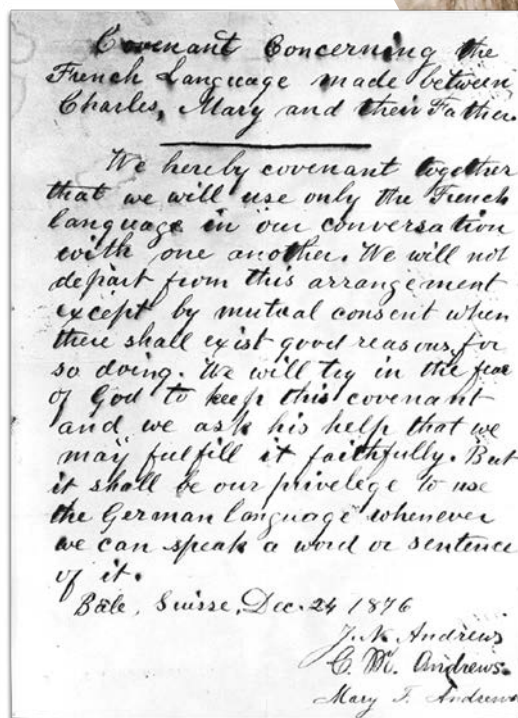 Covenant Concerning the
French Language made between
Charles, Mary and their Father.
We hereby covenant together
that we will use only the French
language in our conversation
with one another. We will not
depart from this arrangement
except by mutual consent when
there shall exist good reasons for
so doing. We will try in the fear
of God to keep this covenant
and we ask his help that we
may fulfill it faithfully. But
it shall be our privelege to use
the German language whenever
we can speak a word or sentence
of it.
Bâle, Suisse, Dec. 24 1876
J. N. Andrews
C. M. Andrews.
Mary F. Andrews